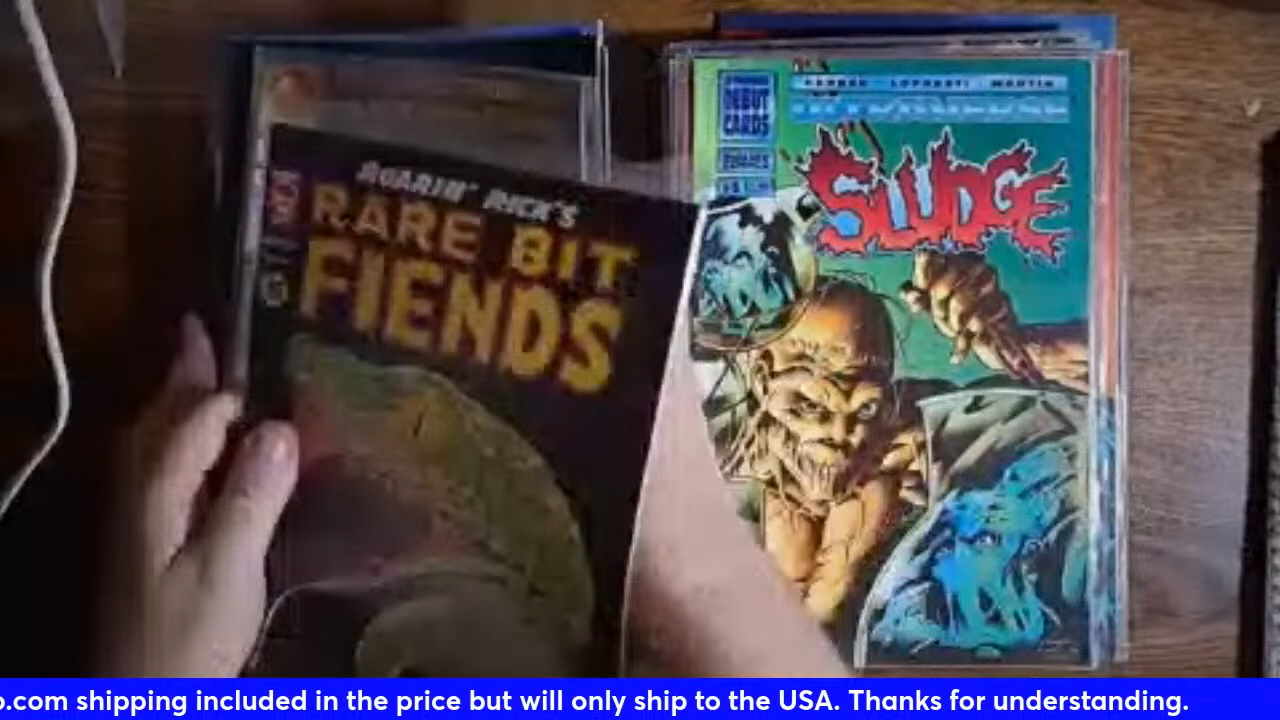 ROARIN' RICK'S
RARE BIT
FIENDS
DEBUT
CARDS
SLUDGE
.com shipping included in the price but will only ship to the USA. Thanks for understanding.